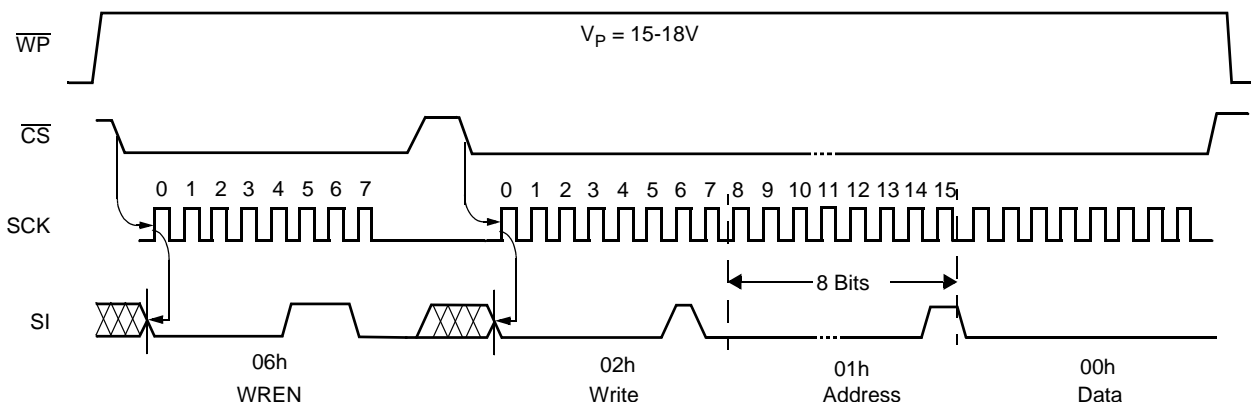 WP
V_P = 15-18V
CS
0 1 2 3 4 5 6 7 0 1 2 3 4 5 6 7 8 9 10 11 12 13 14 15
SCK
8 Bits
SI
06h 02h 01h 00h
WREN Write Address Data